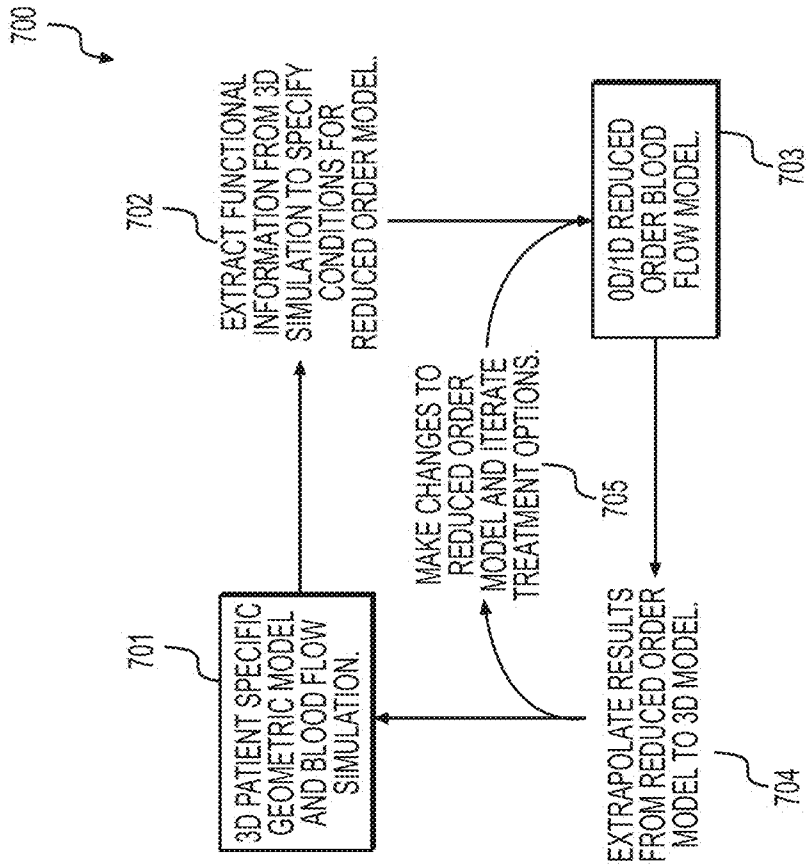 700
701
3D PATIENT SPECIFIC
GEOMETRIC MODEL
AND BLOOD FLOW
SIMULATION.
702
EXTRACT FUNCTIONAL
INFORMATION FROM 3D
SIMULATION TO SPECIFY
CONDITIONS FOR
REDUCED ORDER MODEL.
MAKE CHANGES TO
REDUCED ORDER
MODEL AND ITERATE
TREATMENT OPTIONS.
705
EXTRAPOLATE RESULTS
FROM REDUCED ORDER
MODEL TO 3D MODEL.
704
0D/1D REDUCED
ORDER BLOOD
FLOW MODEL.
703